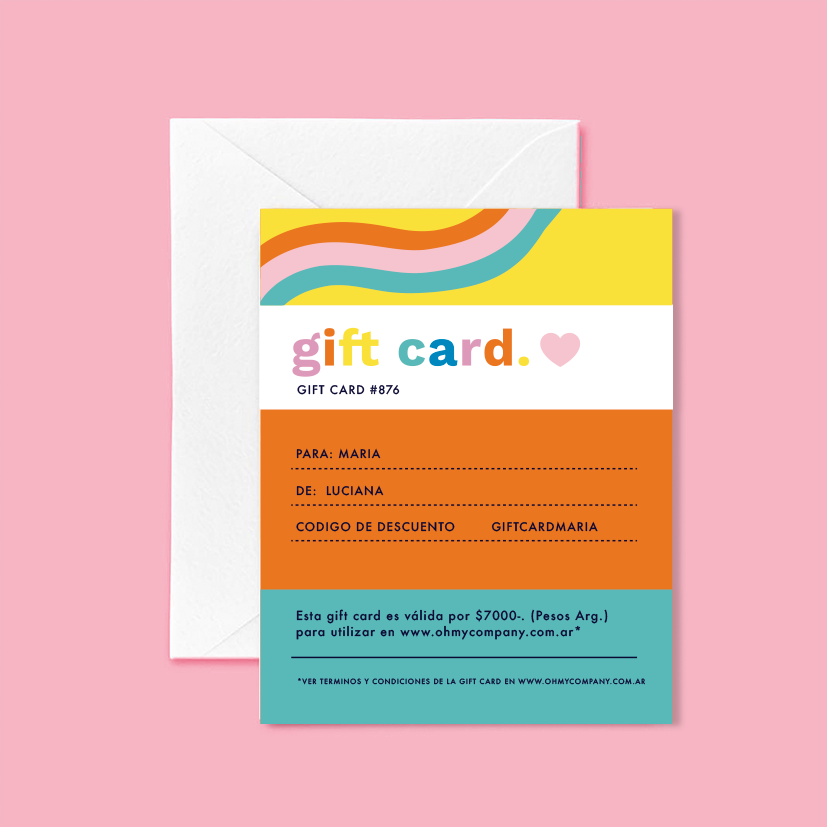 gift card.
GIFT CARD #876
PARA: MARIA
DE: LUCIANA
CODIGO DE DESCUENTO GIFTCARDMARIA
Esta gift card es válida por $7000-. (Pesos Arg.)
para utilizar en www.ohmycompany.com.ar*
*VER TERMINOS Y CONDICIONES DE LA GIFT CARD EN WWW.OHMYCOMPANY.COM.AR